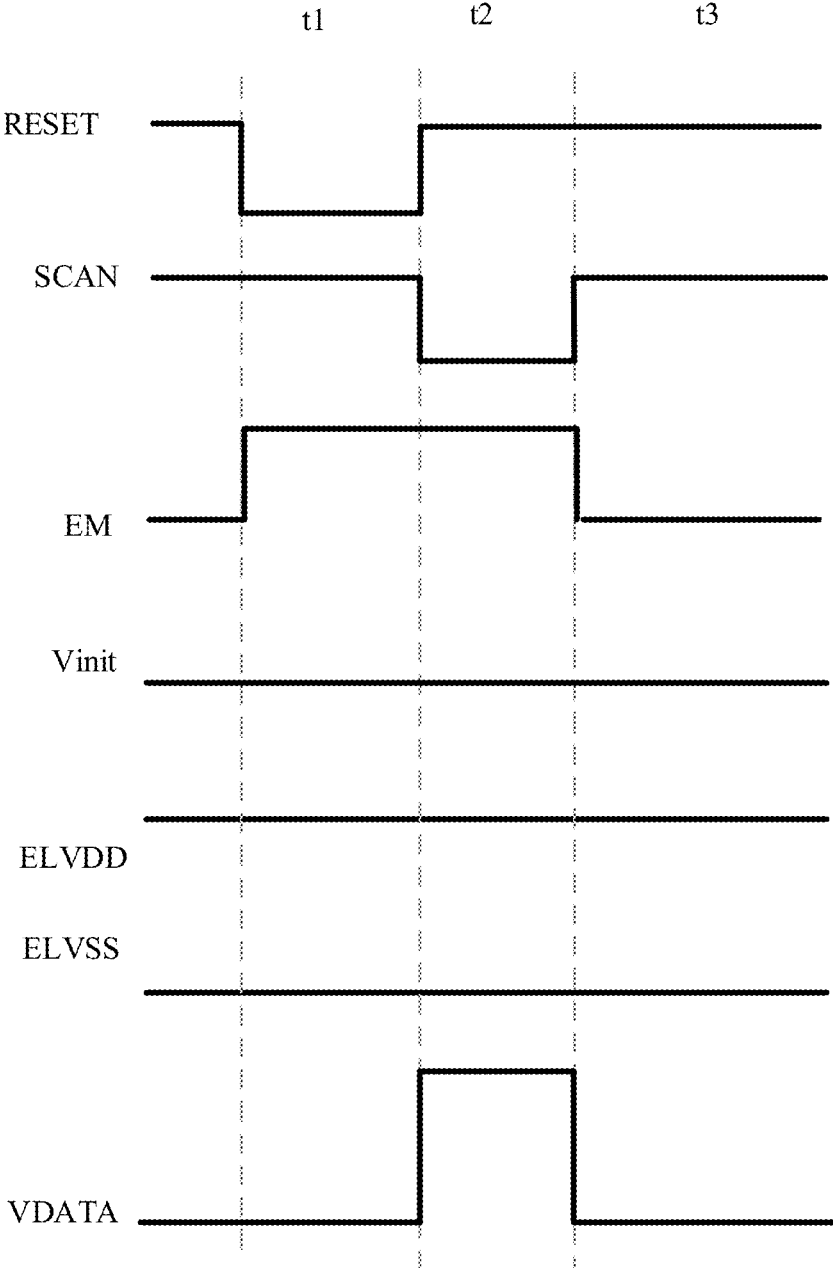 t1 t2 t3
RESET
SCAN
EM
Vinit
ELVDD
ELVSS
VDATA